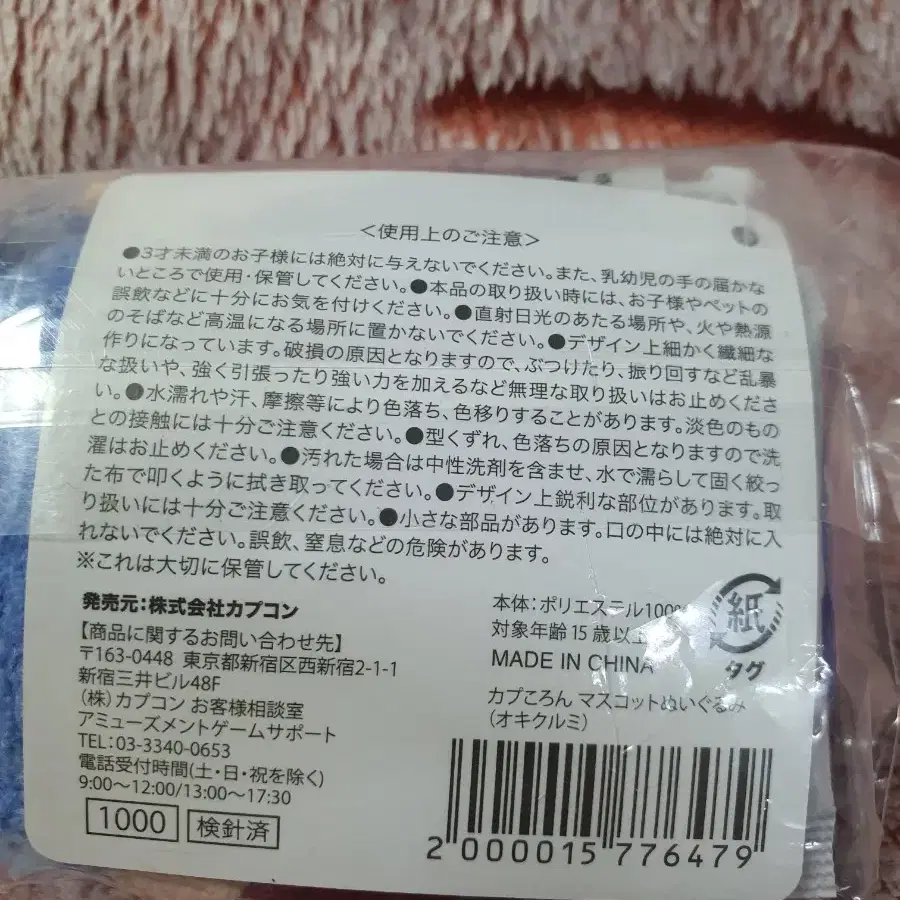 <使用上のご注意>
●3才未満のお子様には絶対に与えないでください。また、乳幼児の手の届かな
いところで使用・保管してください。●本品の取り扱い時には、お子様やペットの
誤飲などに十分にお気を付けください。●直射日光のあたる場所や、火や熱源
のそばなど高温になる場所に置かないでください。●デザイン上細かく繊細な
作りになっています。破損の原因となりますので、ぶつけたり、振り回すなど乱暴
な扱いや、強く引張ったり強い力を加えるなど無理な取り扱いはお止めくださ
い。●水濡れや汗、摩擦等により色落ち、色移りすることがあります。淡色のもの
との接触には十分ご注意ください。●型くずれ、色落ちの原因となりますので洗
濯はお止めください。●汚れた場合は中性洗剤を含ませ、水で濡らして固く絞っ
た布で叩くように拭き取ってください。●デザイン上鋭利な部位があります。取
り扱いには十分ご注意ください。●小さな部品があります。口の中には絶対に入
れないでください。誤飲、窒息などの危険があります。
※これは大切に保管してください。
発売元:株式会社カプコン
【商品に関するお問い合わせ先】
〒163-0448 東京都新宿区西新宿2-1-1
新宿三井ビル48F
(株)カプコン お客様相談室
アミューズメントゲームサポート
TEL:03-3340-0653
電話受付時間(土・日・祝を除く)
9:00~12:00/13:00~17:30
1000 検針済
本体:ポリエステル100%
対象年齢15歳以上
MADE IN CHINA
紙
タグ
カプころん マスコットぬいぐるみ
(オキクルミ)
2 000015 776479